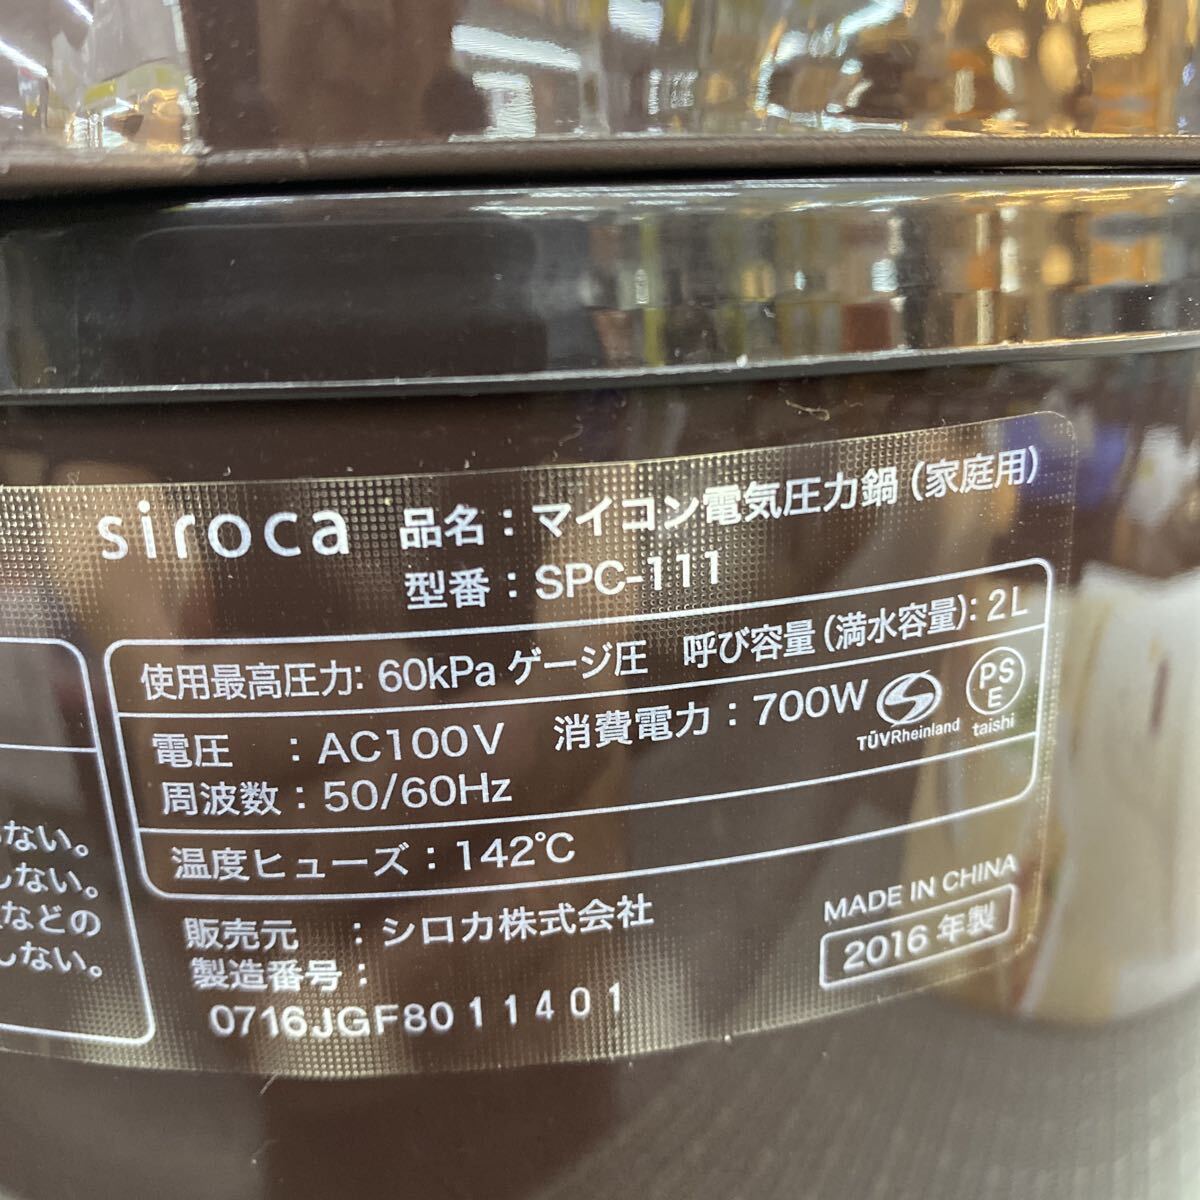 siroca
品名：マイコン電気圧力鍋（家庭用）
型番：SPC-111
使用最高圧力：60kPa ゲージ圧 呼び容量（満水容量）：2L
電圧 ：AC100V 消費電力：700W
周波数：50/60Hz
TÜVRheinland
PS
E
taishi
温度ヒューズ：142℃
販売元 ：シロカ株式会社
製造番号：
0716JGF8011401
MADE IN CHINA
2016 年製
ない。
しない。
などの
しない。